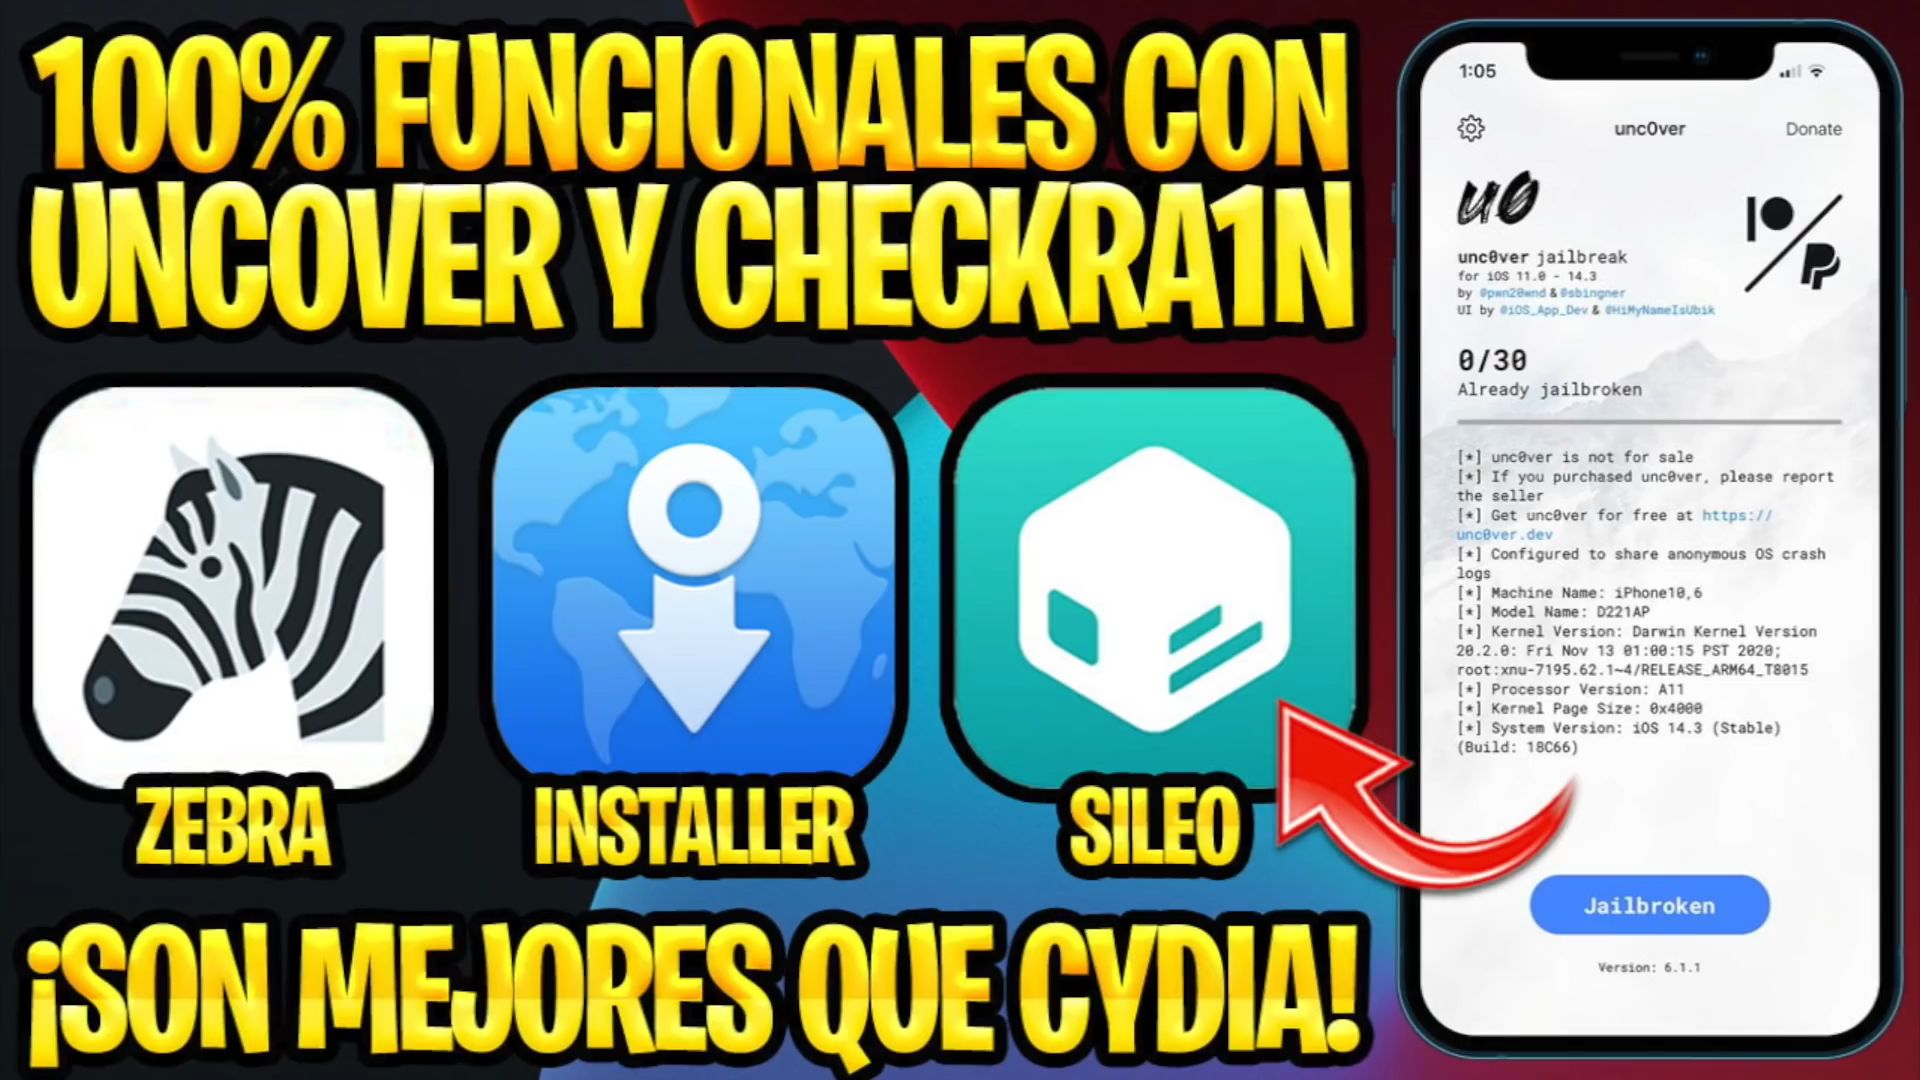 100% FUNCIONALES CON
UNCOVER Y CHECKRA1N
ZEBRA
INSTALLER
SILEO
¡SON MEJORES QUE CYDIA!
1:05
unc0ver
Donate
u0
unc0ver jailbreak
for iOS 11.0 - 14.3
by @pwn20wnd & @sbingner
UI by @iOS_App_Dev & @HiMyNameIsUbik
0/30
Already jailbroken
[*] unc0ver is not for sale
[*] If you purchased unc0ver, please report
the seller
[*] Get unc0ver for free at https://
unc0ver.dev
[*] Configured to share anonymous OS crash
logs
[*] Machine Name: iPhone10,6
[*] Model Name: D221AP
[*] Kernel Version: Darwin Kernel Version
20.2.0: Fri Nov 13 01:00:15 PST 2020;
root:xnu-7195.62.1~4/RELEASE_ARM64_T8015
[*] Processor Version: A11
[*] Kernel Page Size: 0x4000
[*] System Version: iOS 14.3 (Stable)
(Build: 18C66)
Jailbroken
Version: 6.1.1